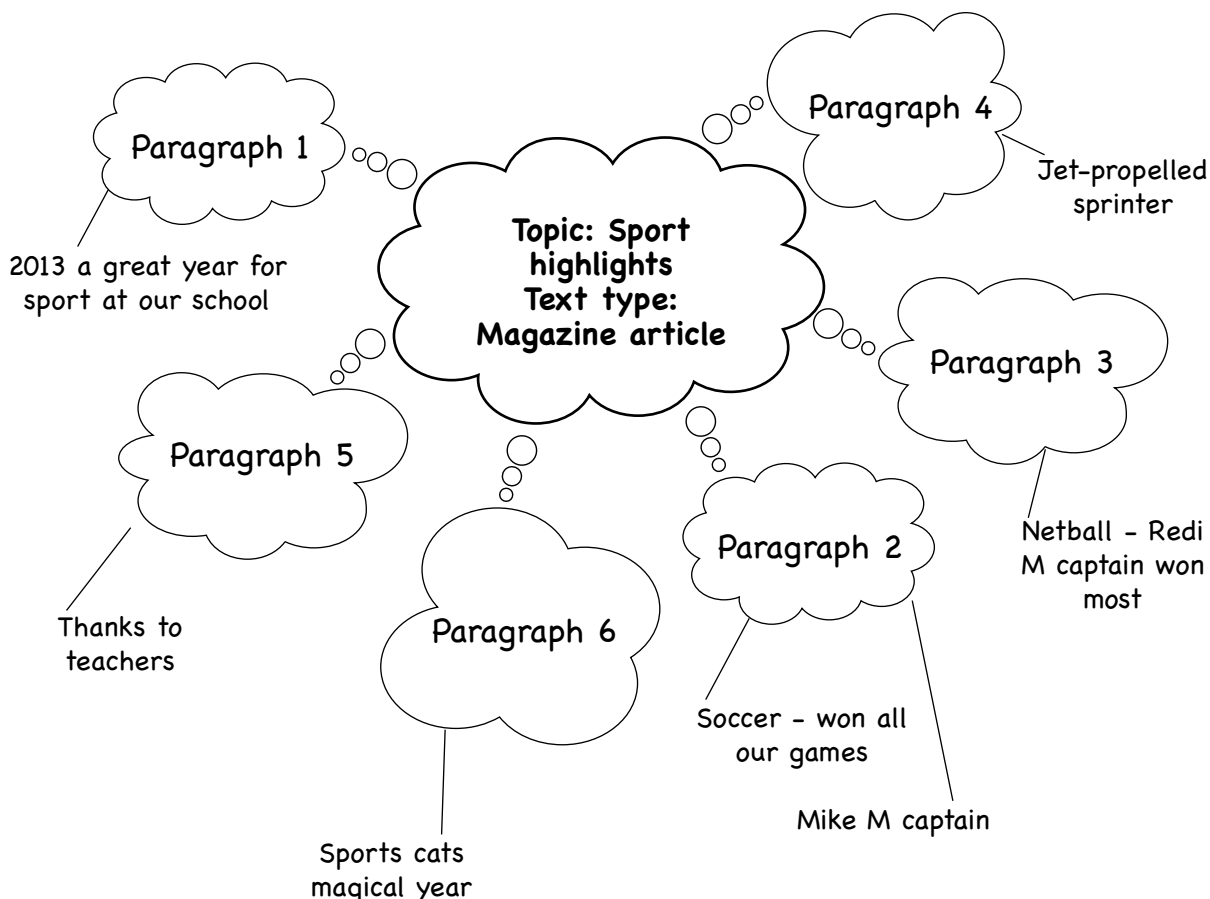 Topic: Sport
highlights
Text type:
Magazine article
Paragraph 1
2013 a great year for
sport at our school
Paragraph 2
Soccer - won all
our games
Mike M captain
Paragraph 3
Netball - Redi
M captain won
most
Paragraph 4
Jet-propelled
sprinter
Paragraph 5
Thanks to
teachers
Paragraph 6
Sports cats
magical year